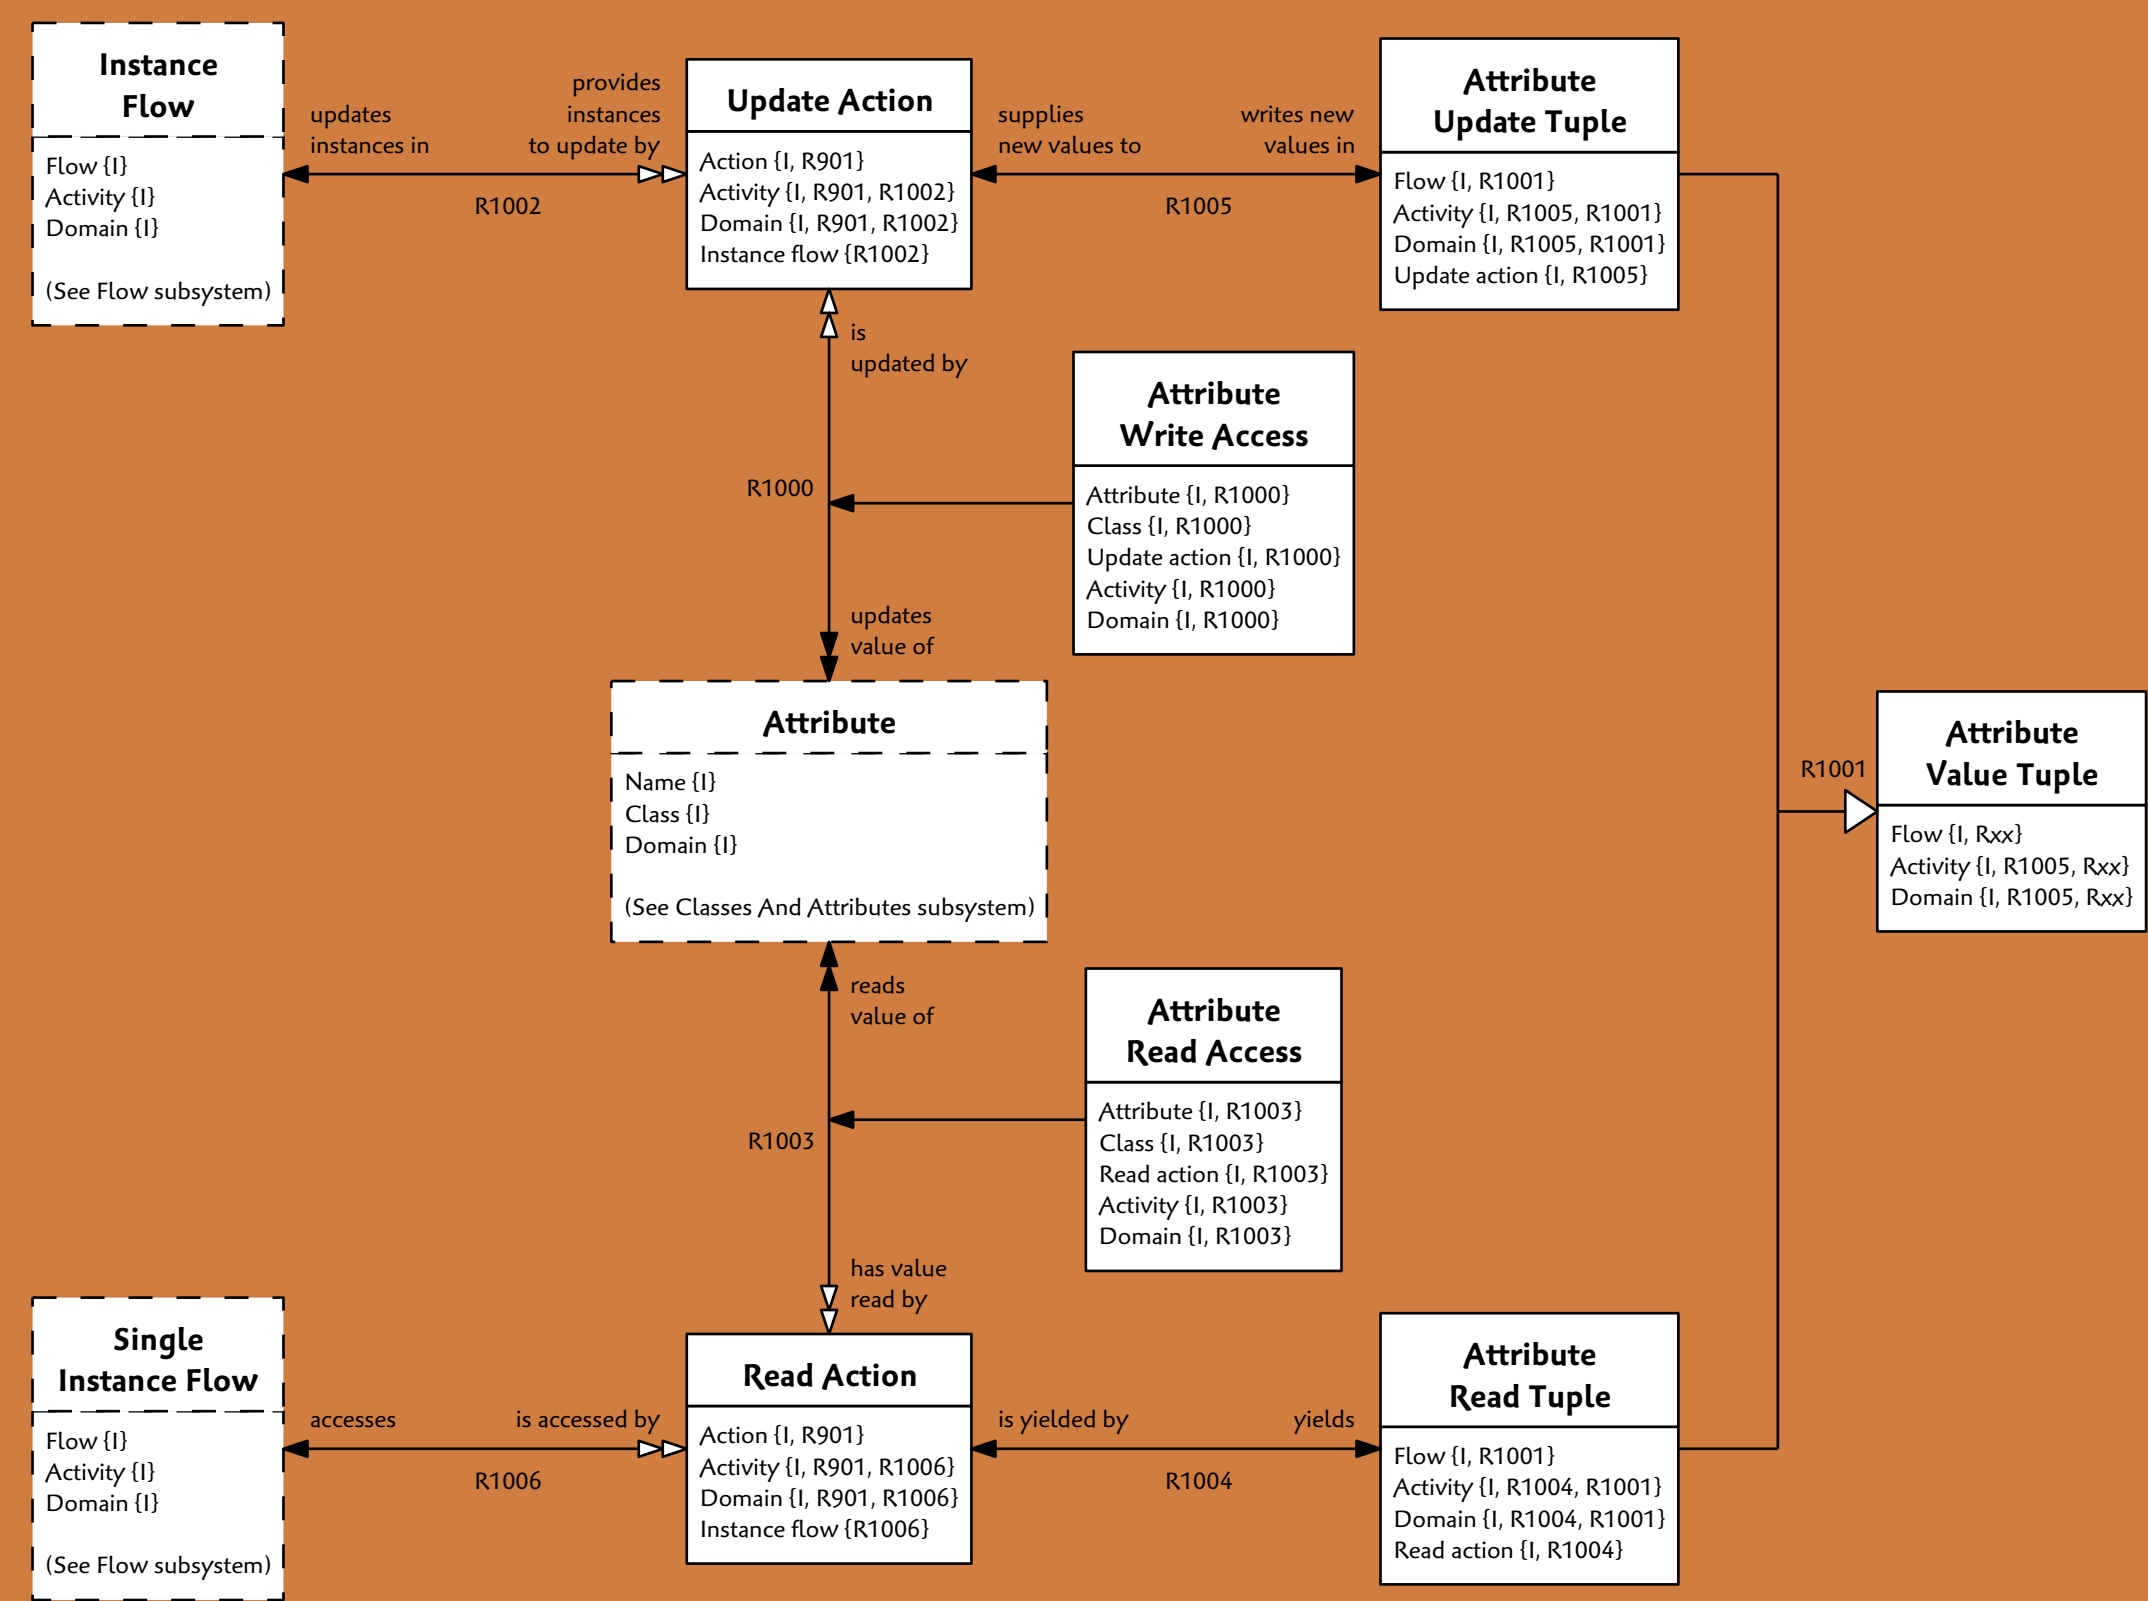 Instance
Flow
Flow {I}
Activity {I}
Domain {I}
(See Flow subsystem)
updates
instances in
provides
instances
to update by
R1002
Update Action
Action {I, R901}
Activity {I, R901, R1002}
Domain {I, R901, R1002}
Instance flow {R1002}
supplies
new values to
writes new
values in
R1005
Attribute
Update Tuple
Flow {I, R1001}
Activity {I, R1005, R1001}
Domain {I, R1005, R1001}
Update action {I, R1005}
is
updated by
R1000
updates
value of
Attribute
Write Access
Attribute {I, R1000}
Class {I, R1000}
Update action {I, R1000}
Activity {I, R1000}
Domain {I, R1000}
Attribute
Name {I}
Class {I}
Domain {I}
(See Classes And Attributes subsystem)
R1001
Attribute
Value Tuple
Flow {I, Rxx}
Activity {I, R1005, Rxx}
Domain {I, R1005, Rxx}
reads
value of
R1003
has value
read by
Attribute
Read Access
Attribute {I, R1003}
Class {I, R1003}
Read action {I, R1003}
Activity {I, R1003}
Domain {I, R1003}
Single
Instance Flow
Flow {I}
Activity {I}
Domain {I}
(See Flow subsystem)
accesses
is accessed by
R1006
Read Action
Action {I, R901}
Activity {I, R901, R1006}
Domain {I, R901, R1006}
Instance flow {R1006}
is yielded by
yields
R1004
Attribute
Read Tuple
Flow {I, R1001}
Activity {I, R1004, R1001}
Domain {I, R1004, R1001}
Read action {I, R1004}